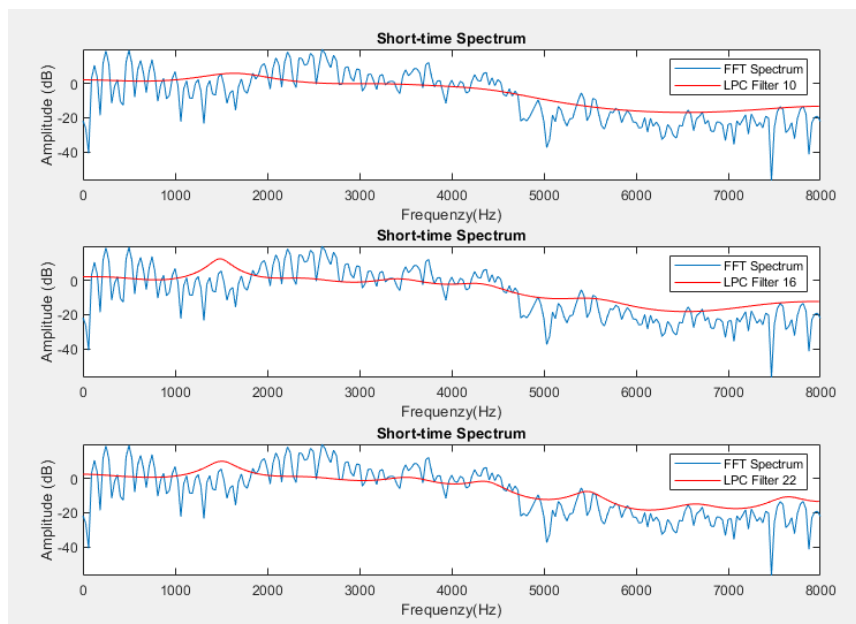 Short-time Spectrum
Amplitude (dB)
0
-20
-40
FFT Spectrum
LPC Filter 10
0 1000 2000 3000 4000 5000 6000 7000 8000
Frequenzy(Hz)
Short-time Spectrum
Amplitude (dB)
0
-20
-40
FFT Spectrum
LPC Filter 16
0 1000 2000 3000 4000 5000 6000 7000 8000
Frequenzy(Hz)
Short-time Spectrum
Amplitude (dB)
0
-20
-40
FFT Spectrum
LPC Filter 22
0 1000 2000 3000 4000 5000 6000 7000 8000
Frequenzy(Hz)